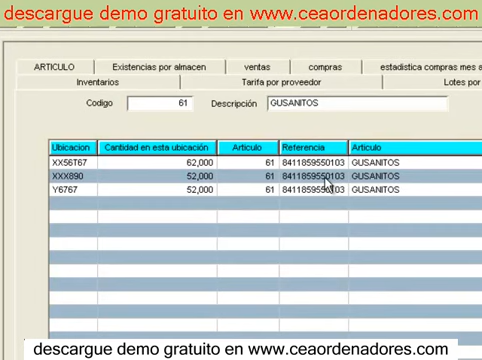 descargue demo gratuito en www.ceaordenadores.com
ARTICULO Existencias por almacen ventas compras estadistica compras mes a
Inventarios Tarifa por proveedor Lotes por
Codigo 61 Descripción GUSANITOS
Ubicacion Cantidad en esta ubicación Articulo Referencia Articulo
XX56T67 62,000 61 8411859550103 GUSANITOS
XXX890 52,000 61 8411859550103 GUSANITOS
Y6767 52,000 61 8411859550103 GUSANITOS
descargue demo gratuito en www.ceaordenadores.com